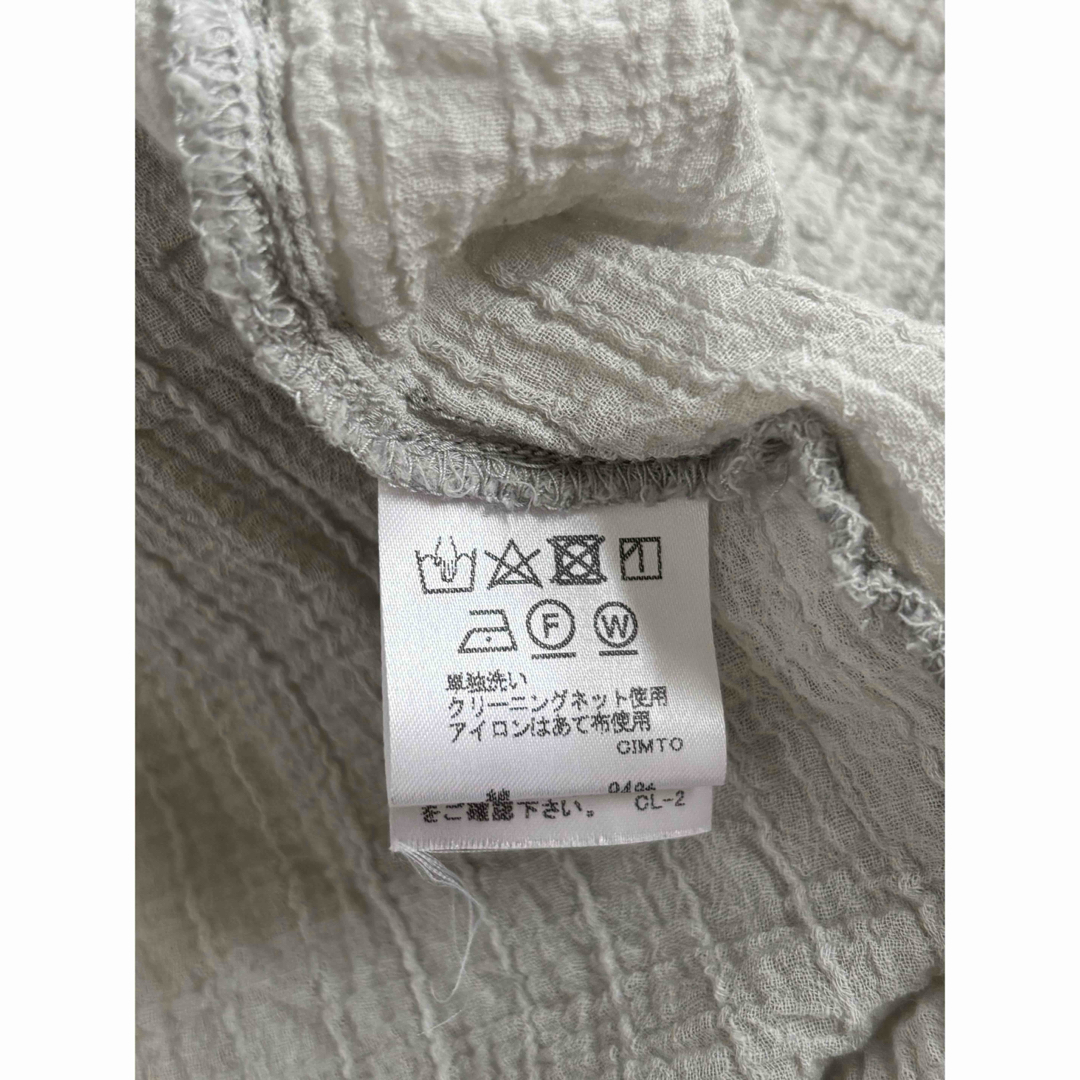 F W
単独洗い
クリーニングネット使用
アイロンはあて布使用
CIMTO
をご確認下さい。 CL-2